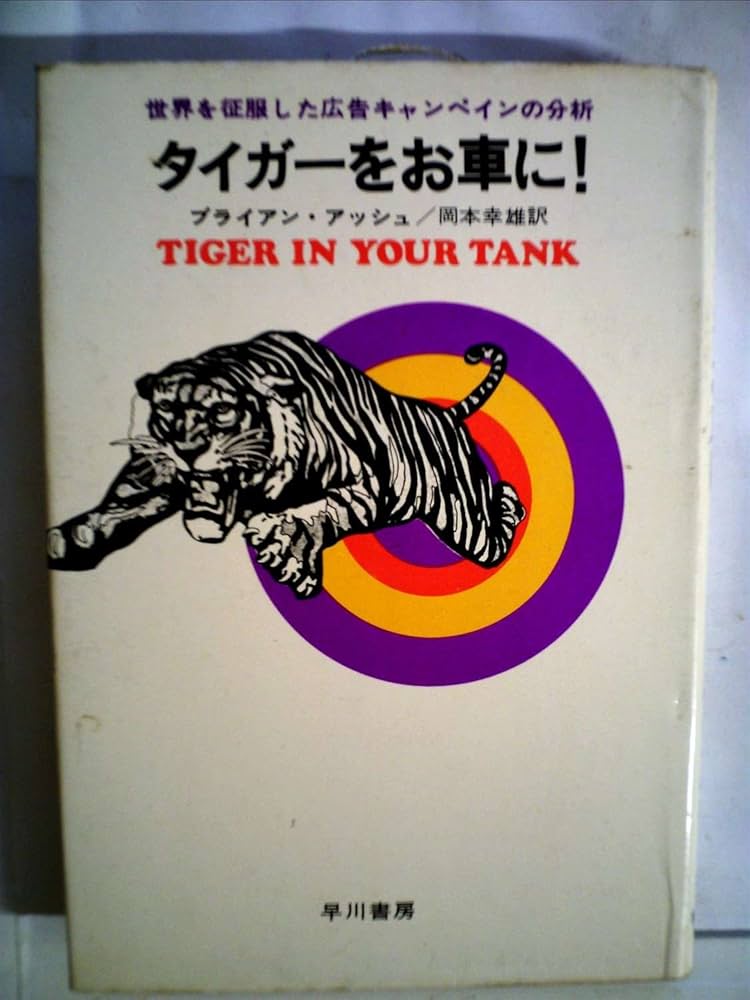 世界を征服した広告キャンペインの分析
タイガーをお車に!
ブライアン・アッシュ/岡本幸雄訳
TIGER IN YOUR TANK
早川書房